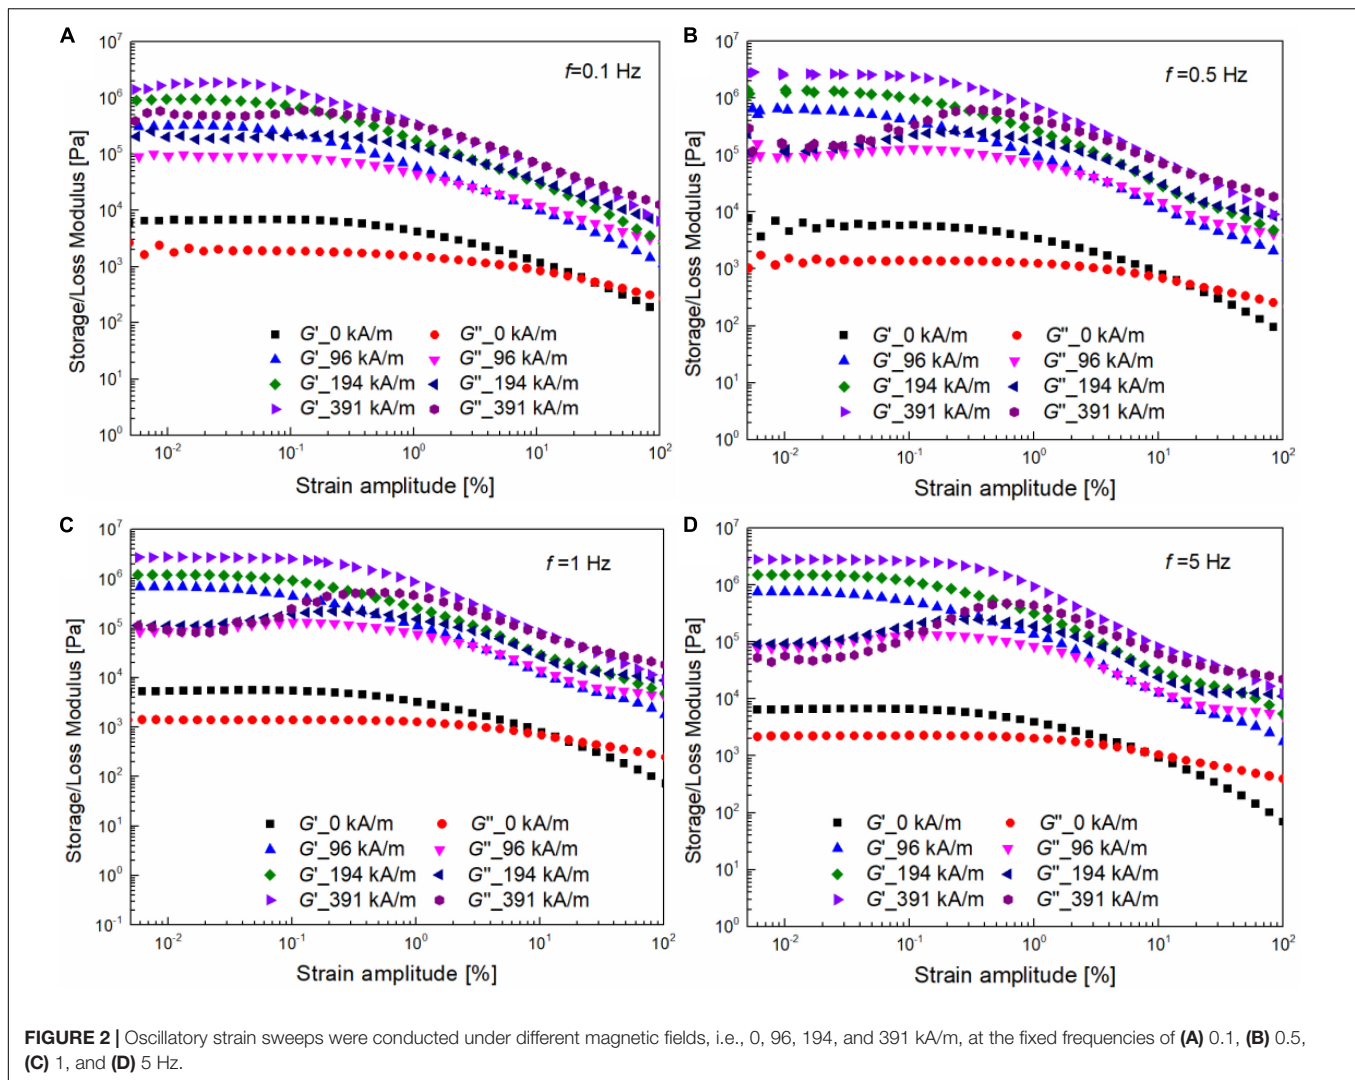 A
10^7
10^6
10^5
10^4
10^3
10^2
10^1
10^0
Storage/Loss Modulus [Pa]
f=0.1 Hz
G'_0 kA/m G''_0 kA/m
G'_96 kA/m G''_96 kA/m
G'_194 kA/m G''_194 kA/m
G'_391 kA/m G''_391 kA/m
10^-2 10^-1 10^0 10^1 10^2
Strain amplitude [%]
B
10^7
10^6
10^5
10^4
10^3
10^2
10^1
10^0
Storage/Loss Modulus [Pa]
f =0.5 Hz
G'_0 kA/m G''_0 kA/m
G'_96 kA/m G''_96 kA/m
G'_194 kA/m G''_194 kA/m
G'_391 kA/m G''_391 kA/m
10^-2 10^-1 10^0 10^1 10^2
Strain amplitude [%]
C
10^7
10^6
10^5
10^4
10^3
10^2
10^1
10^0
10^-1
Storage/Loss Modulus [Pa]
f =1 Hz
G'_0 kA/m G''_0 kA/m
G'_96 kA/m G''_96 kA/m
G'_194 kA/m G''_194 kA/m
G'_391 kA/m G''_391 kA/m
10^-2 10^-1 10^0 10^1 10^2
Strain amplitude [%]
D
10^7
10^6
10^5
10^4
10^3
10^2
10^1
10^0
Storage/Loss Modulus [Pa]
f =5 Hz
G'_0 kA/m G''_0 kA/m
G'_96 kA/m G''_96 kA/m
G'_194 kA/m G''_194 kA/m
G'_391 kA/m G''_391 kA/m
10^-2 10^-1 10^0 10^1 10^2
Strain amplitude [%]
FIGURE 2 | Oscillatory strain sweeps were conducted under different magnetic fields, i.e., 0, 96, 194, and 391 kA/m, at the fixed frequencies of (A) 0.1, (B) 0.5,
(C) 1, and (D) 5 Hz.